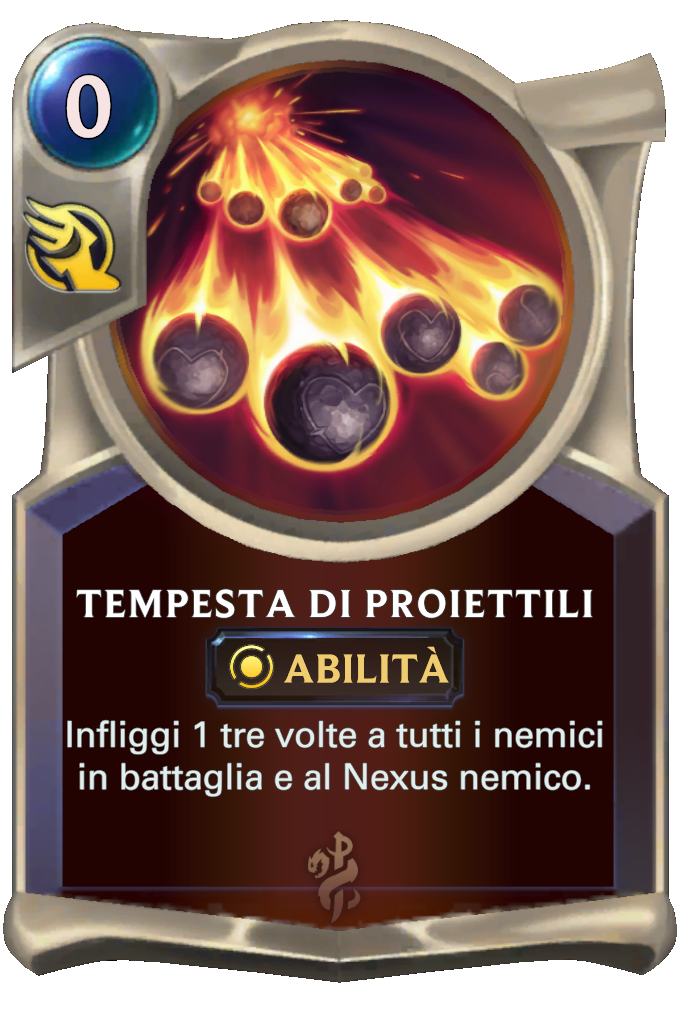 0
TEMPESTA DI PROIETTILI
ABILITÀ
Infliggi 1 tre volte a tutti i nemici
in battaglia e al Nexus nemico.